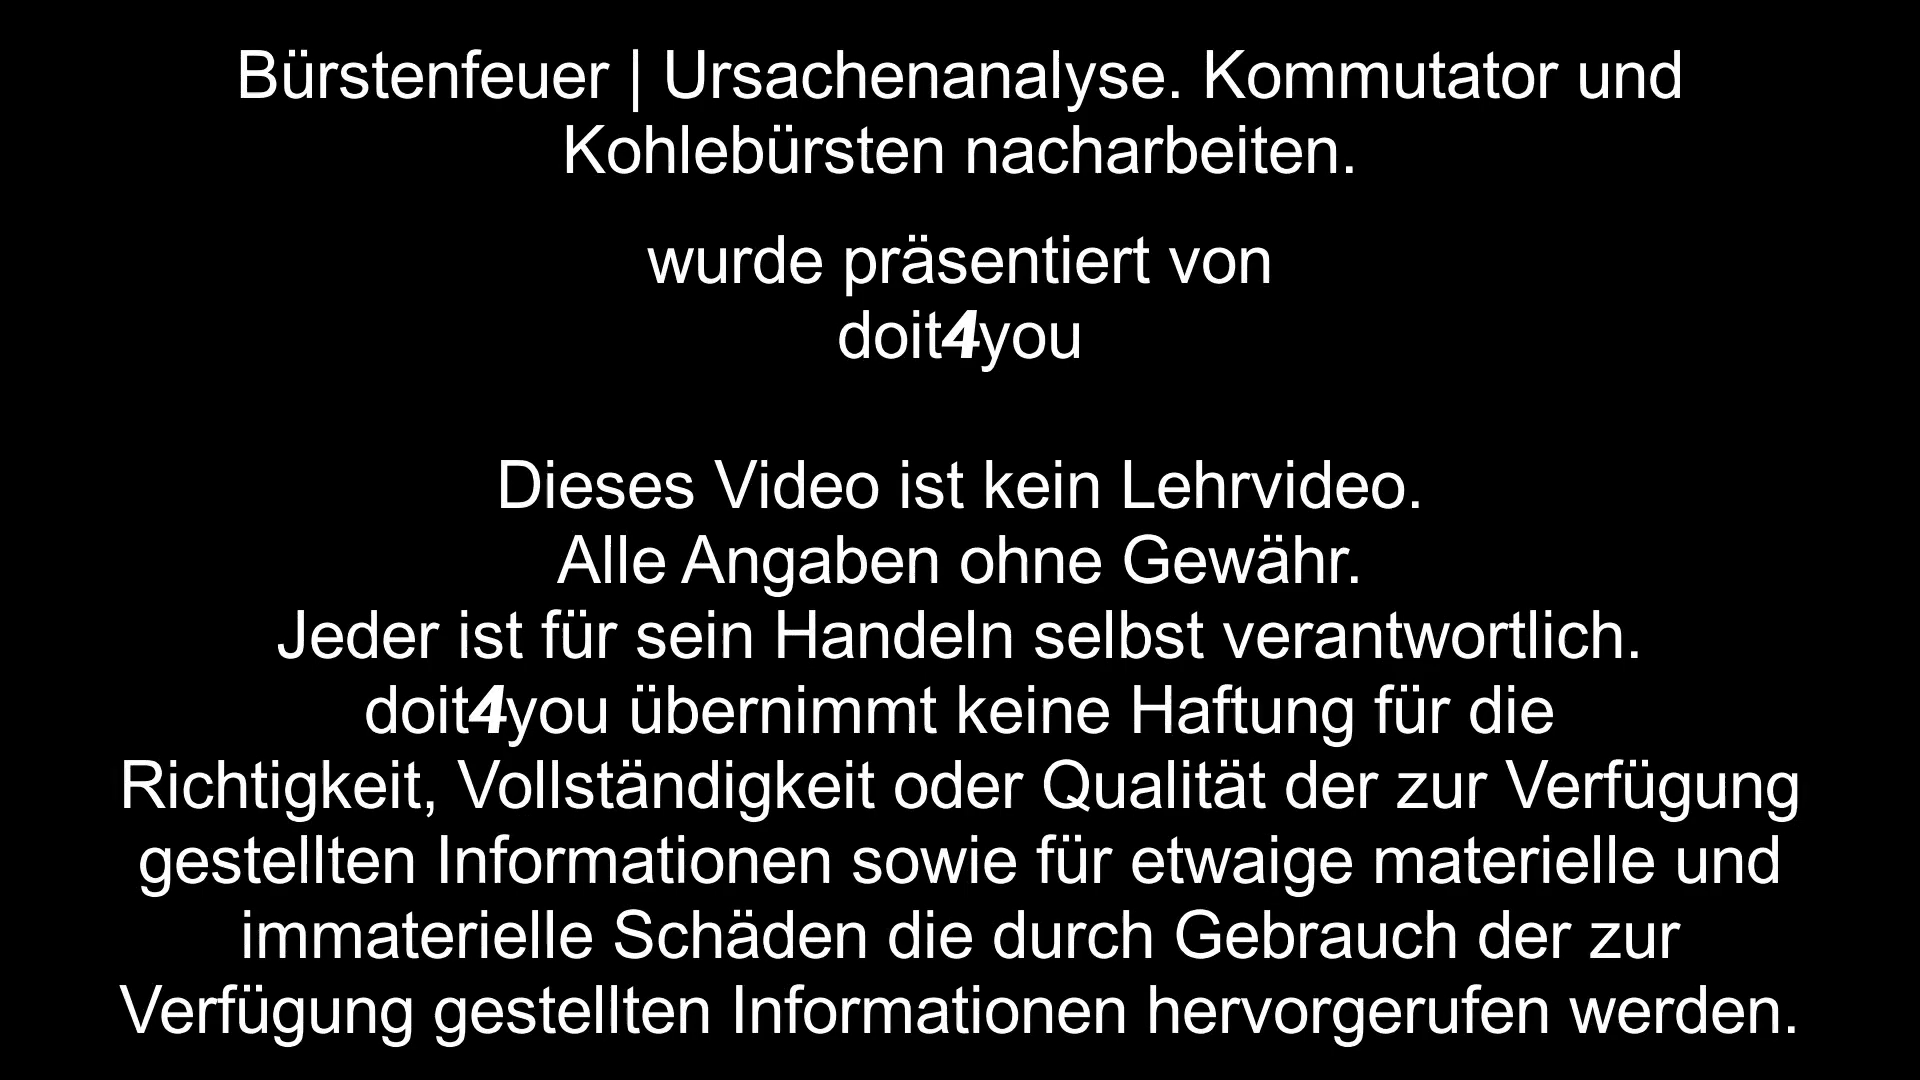 Bürstenfeuer | Ursachenanalyse. Kommutator und
Kohlebürsten nacharbeiten.
wurde präsentiert von
doit4you
Dieses Video ist kein Lehrvideo.
Alle Angaben ohne Gewähr.
Jeder ist für sein Handeln selbst verantwortlich.
doit4you übernimmt keine Haftung für die
Richtigkeit, Vollständigkeit oder Qualität der zur Verfügung
gestellten Informationen sowie für etwaige materielle und
immaterielle Schäden die durch Gebrauch der zur
Verfügung gestellten Informationen hervorgerufen werden.